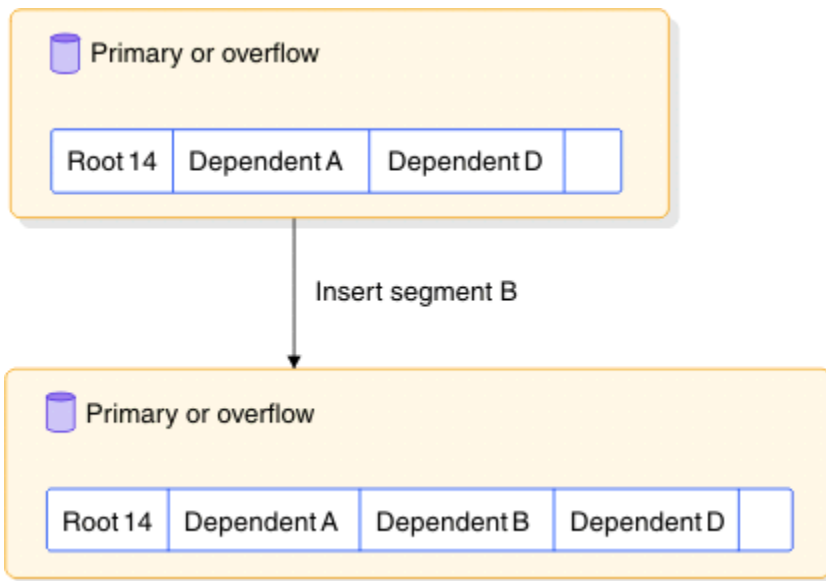 Primary or overflow
Root 14 Dependent A Dependent D
Insert segment B
Primary or overflow
Root 14 Dependent A Dependent B Dependent D